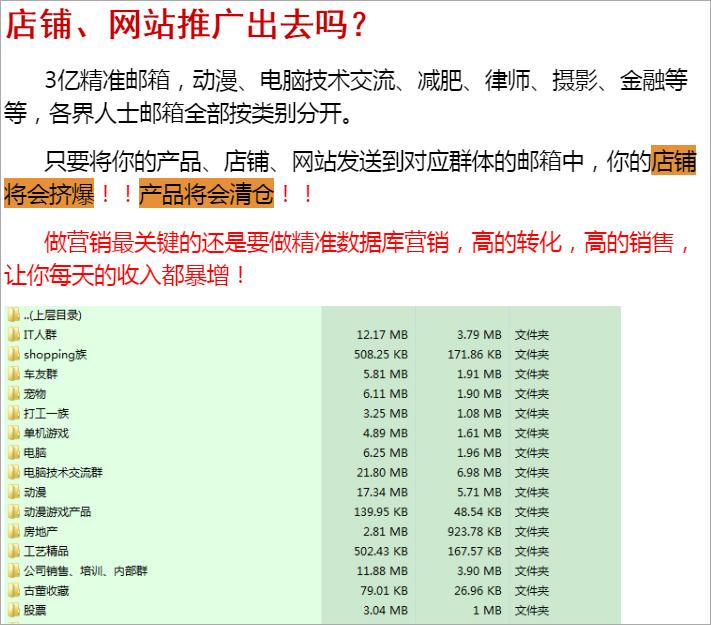 店铺、网站推广出去吗？
3亿精准邮箱，动漫、电脑技术交流、减肥、律师、摄影、金融等
等，各界人士邮箱全部按类别分开。
只要将你的产品、店铺、网站发送到对应群体的邮箱中，你的店铺
将会挤爆！！产品将会清仓！！
做营销最关键的还是要做精准数据库营销，高的转化，高的销售，
让你每天的收入都暴增！
..(上层目录)
IT人群 12.17 MB 3.79 MB 文件夹
shopping族 508.25 KB 171.86 KB 文件夹
车友群 5.81 MB 1.91 MB 文件夹
宠物 6.11 MB 1.90 MB 文件夹
打工一族 3.25 MB 1.08 MB 文件夹
单机游戏 4.89 MB 1.61 MB 文件夹
电脑 6.25 MB 1.96 MB 文件夹
电脑技术交流群 21.80 MB 6.98 MB 文件夹
动漫 17.34 MB 5.71 MB 文件夹
动漫游戏产品 139.95 KB 48.54 KB 文件夹
房地产 2.81 MB 923.78 KB 文件夹
工艺精品 502.43 KB 167.57 KB 文件夹
公司销售、培训、内部群 11.88 MB 3.90 MB 文件夹
古董收藏 79.01 KB 26.96 KB 文件夹
股票 3.04 MB 1 MB 文件夹